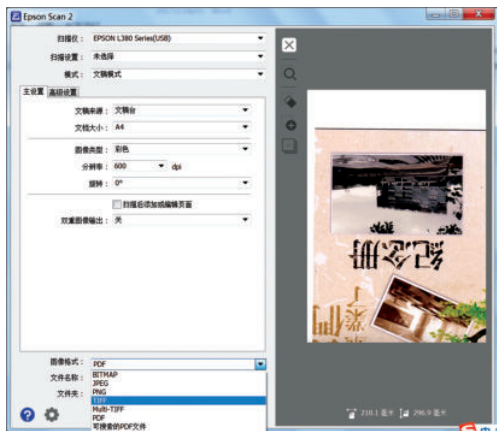 Epson Scan 2
扫描仪： EPSON L380 Series(USB)
扫描设置： 未选择
模式： 文稿模式
主设置 高级设置
文稿来源： 文稿台
文档大小： A4
图像类型： 彩色
分辨率： 600 dpi
旋转： 0°
扫描后添加或编辑页面
双重图像输出： 关
图像格式： PDF
BITMAP
JPEG
PNG
TIFF
Multi-TIFF
PDF
可搜索的PDF文件
文件名称：
文件夹：
紀念册
們
210.1 毫米 296.9 毫米